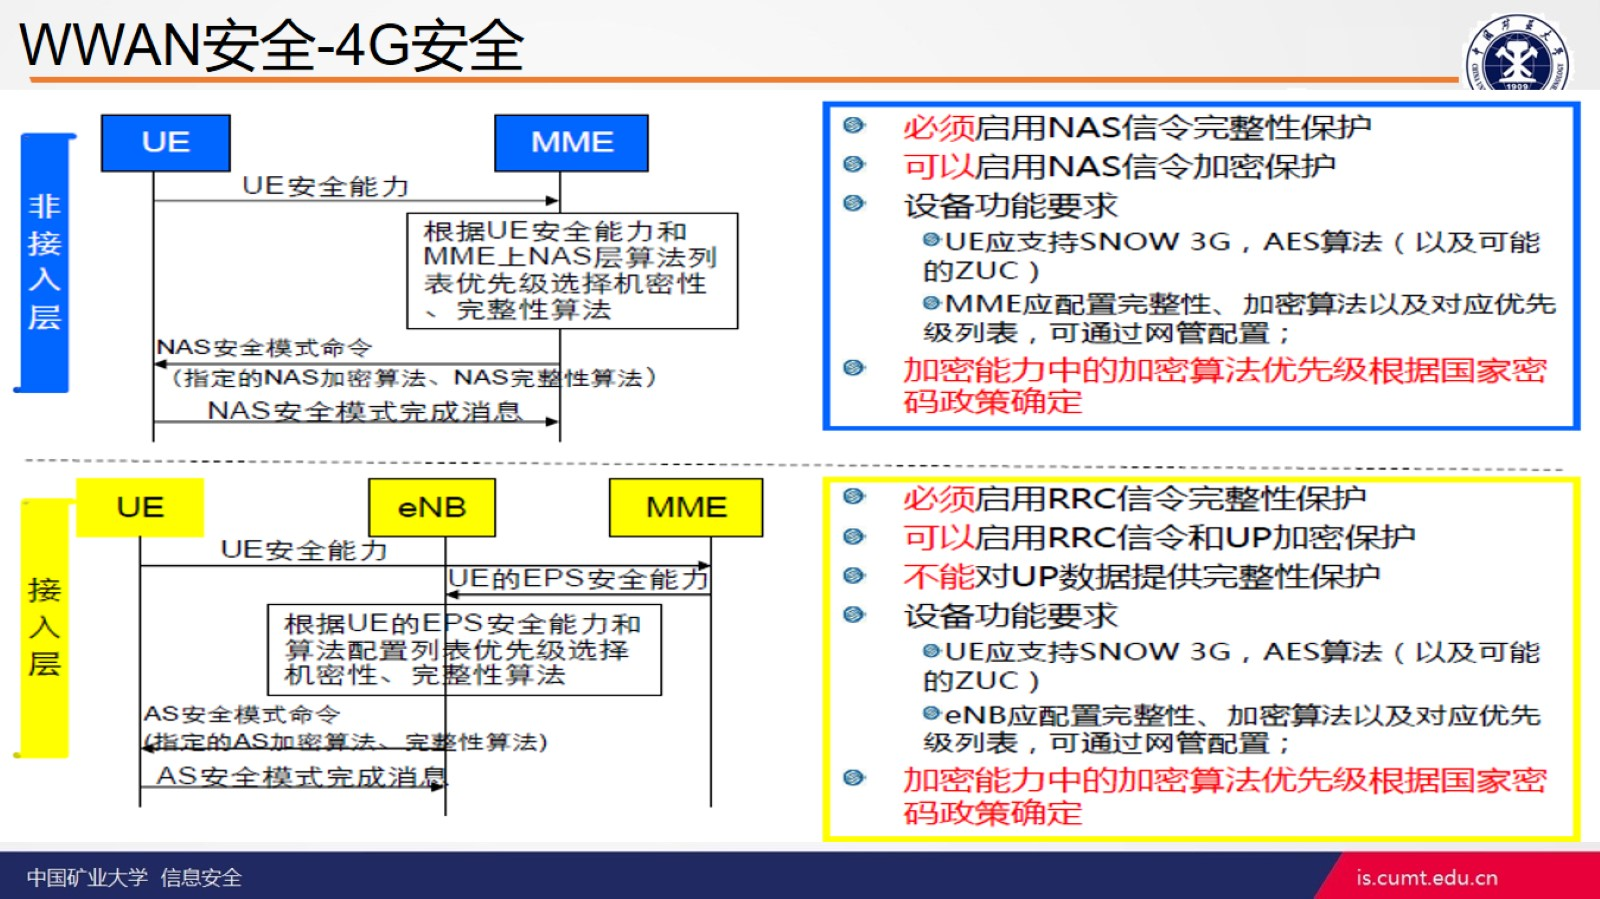 WWAN安全-4G安全
非接入层
UE
MME
UE安全能力
根据UE安全能力和
MME上NAS层算法列
表优先级选择机密性
、完整性算法
NAS安全模式命令
（指定的NAS加密算法、NAS完整性算法）
NAS安全模式完成消息
必须启用NAS信令完整性保护
可以启用NAS信令加密保护
设备功能要求
UE应支持SNOW 3G，AES算法（以及可能
的ZUC）
MME应配置完整性、加密算法以及对应优先
级列表，可通过网管配置；
加密能力中的加密算法优先级根据国家密
码政策确定
接入层
UE
eNB
MME
UE安全能力
UE的EPS安全能力
根据UE的EPS安全能力和
算法配置列表优先级选择
机密性、完整性算法
AS安全模式命令
(指定的AS加密算法、完整性算法)
AS安全模式完成消息
必须启用RRC信令完整性保护
可以启用RRC信令和UP加密保护
不能对UP数据提供完整性保护
设备功能要求
UE应支持SNOW 3G，AES算法（以及可能
的ZUC）
eNB应配置完整性、加密算法以及对应优先
级列表，可通过网管配置；
加密能力中的加密算法优先级根据国家密
码政策确定
中国矿业大学 信息安全
is.cumt.edu.cn